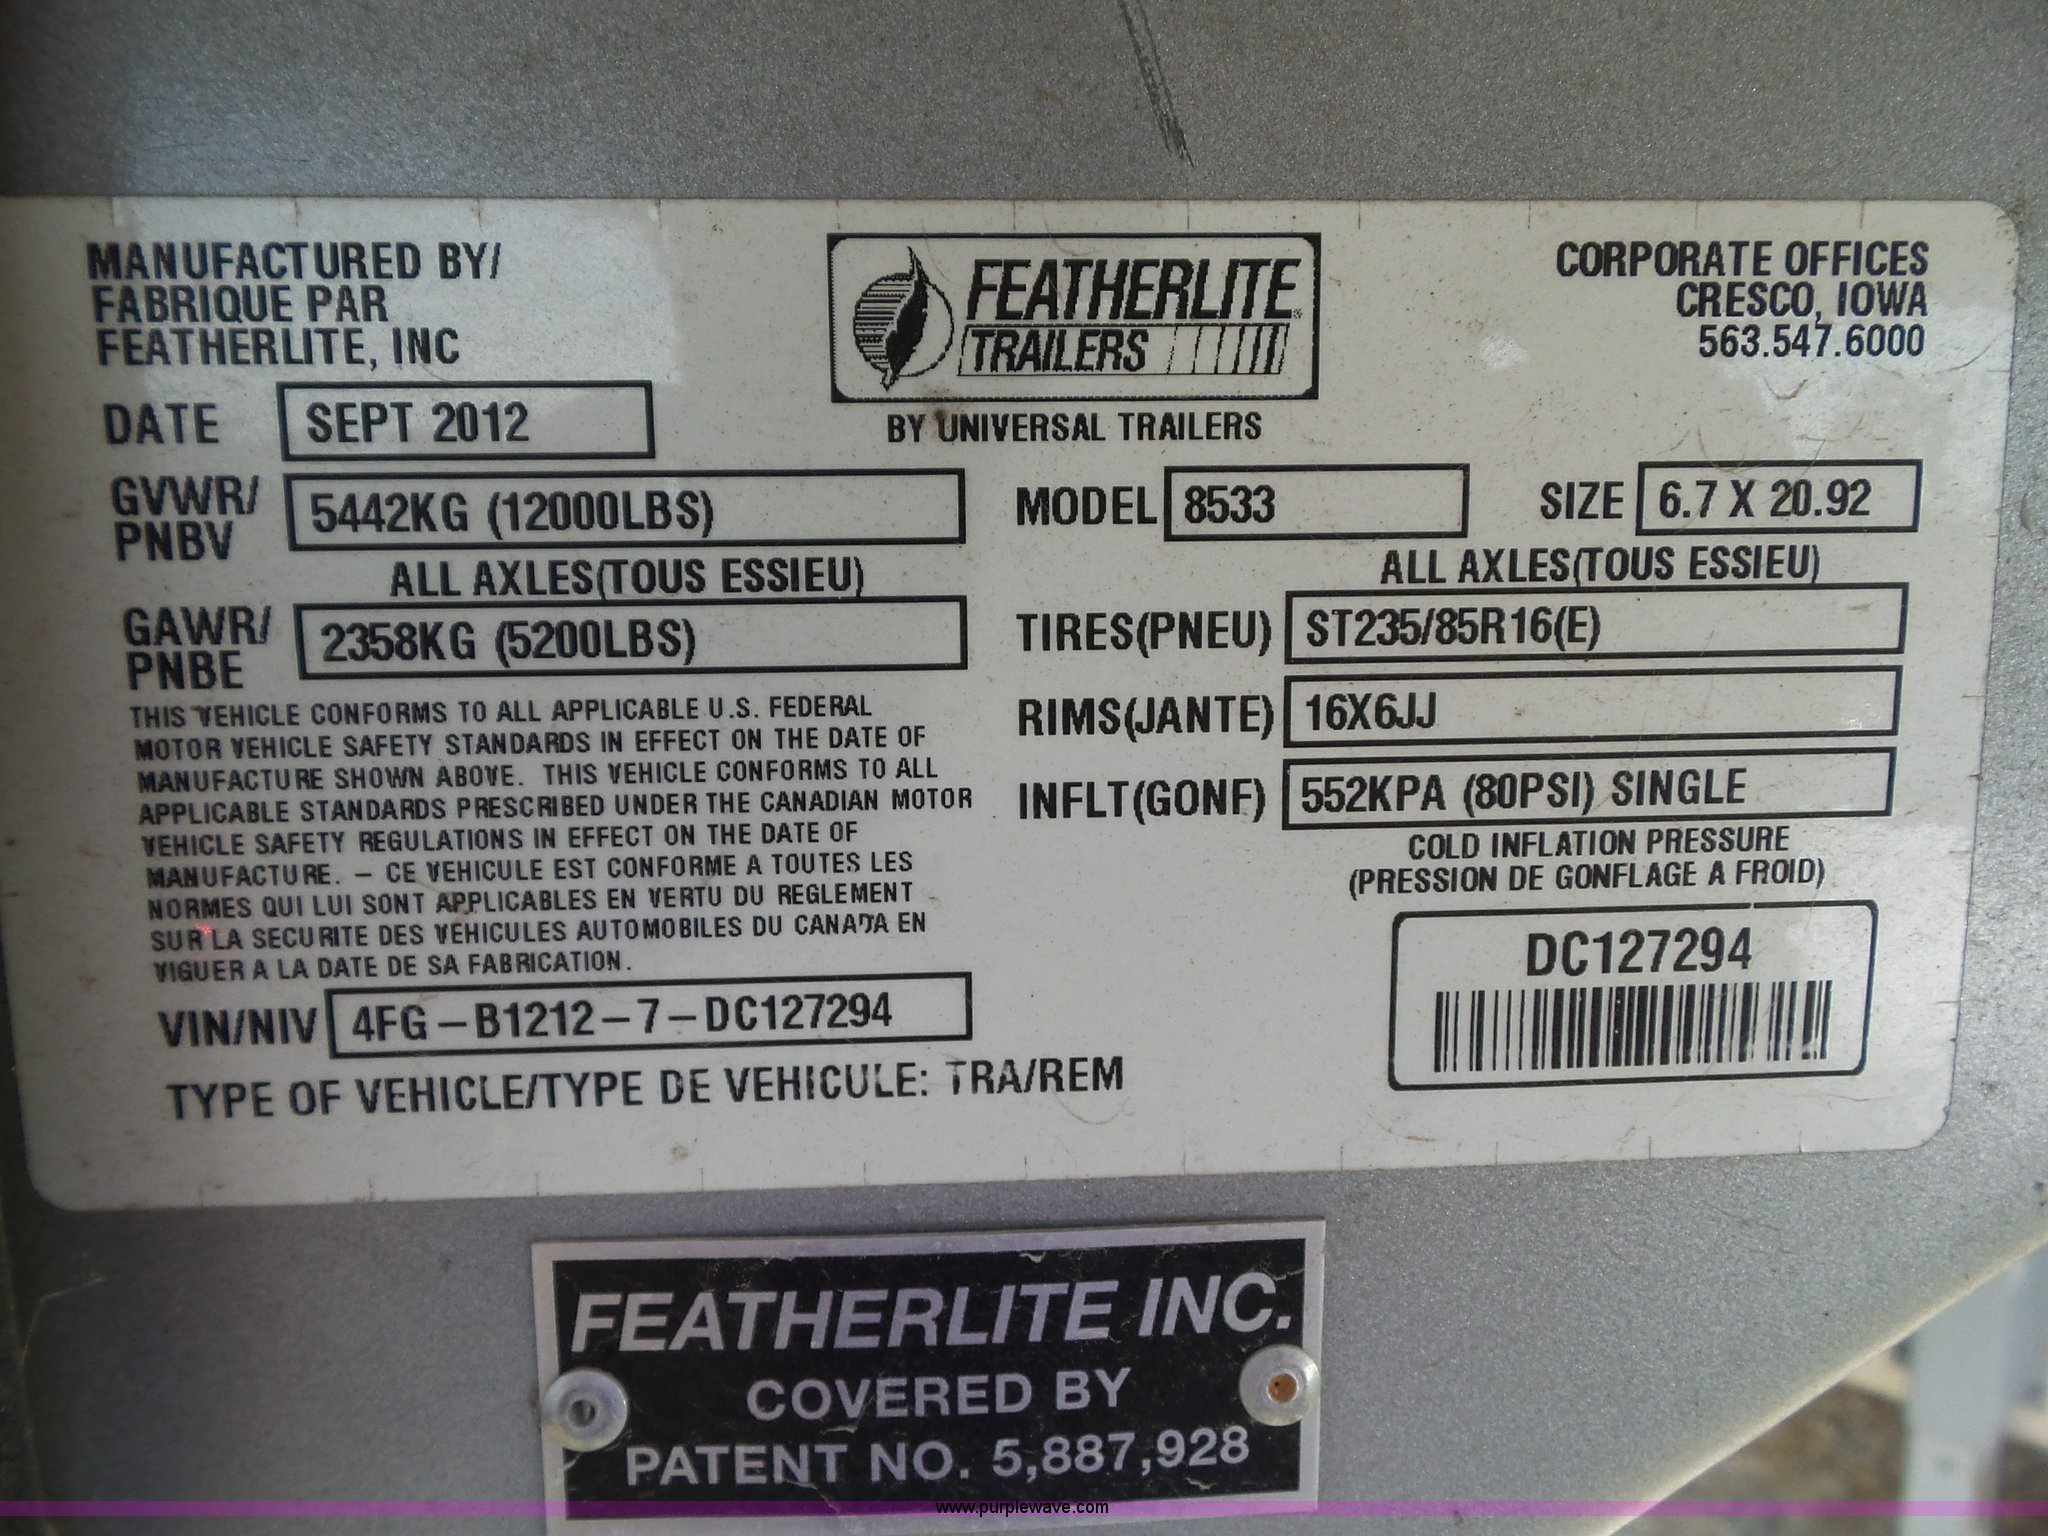 MANUFACTURED BY/
FABRIQUE PAR
FEATHERLITE, INC
FEATHERLITE
TRAILERS
BY UNIVERSAL TRAILERS
CORPORATE OFFICES
CRESCO, IOWA
563.547.6000
DATE SEPT 2012
GVWR/
PNBV 5442KG (12000LBS)
MODEL 8533 SIZE 6.7 X 20.92
ALL AXLES(TOUS ESSIEU)
GAWR/
PNBE 2358KG (5200LBS)
ALL AXLES(TOUS ESSIEU)
TIRES(PNEU) ST235/85R16(E)
RIMS(JANTE) 16X6JJ
INFLT(GONF) 552KPA (80PSI) SINGLE
COLD INFLATION PRESSURE
(PRESSION DE GONFLAGE A FROID)
THIS VEHICLE CONFORMS TO ALL APPLICABLE U.S. FEDERAL
MOTOR VEHICLE SAFETY STANDARDS IN EFFECT ON THE DATE OF
MANUFACTURE SHOWN ABOVE. THIS VEHICLE CONFORMS TO ALL
APPLICABLE STANDARDS PRESCRIBED UNDER THE CANADIAN MOTOR
VEHICLE SAFETY REGULATIONS IN EFFECT ON THE DATE OF
MANUFACTURE. – CE VEHICULE EST CONFORME A TOUTES LES
NORMES QUI LUI SONT APPLICABLES EN VERTU DU REGLEMENT
SUR LA SECURITE DES VEHICULES AUTOMOBILES DU CANADA EN
VIGUER A LA DATE DE SA FABRICATION.
VIN/NIV 4FG–B1212–7–DC127294
TYPE OF VEHICLE/TYPE DE VEHICULE: TRA/REM
DC127294
FEATHERLITE INC.
COVERED BY
PATENT NO. 5,887,928
www.purplewave.com